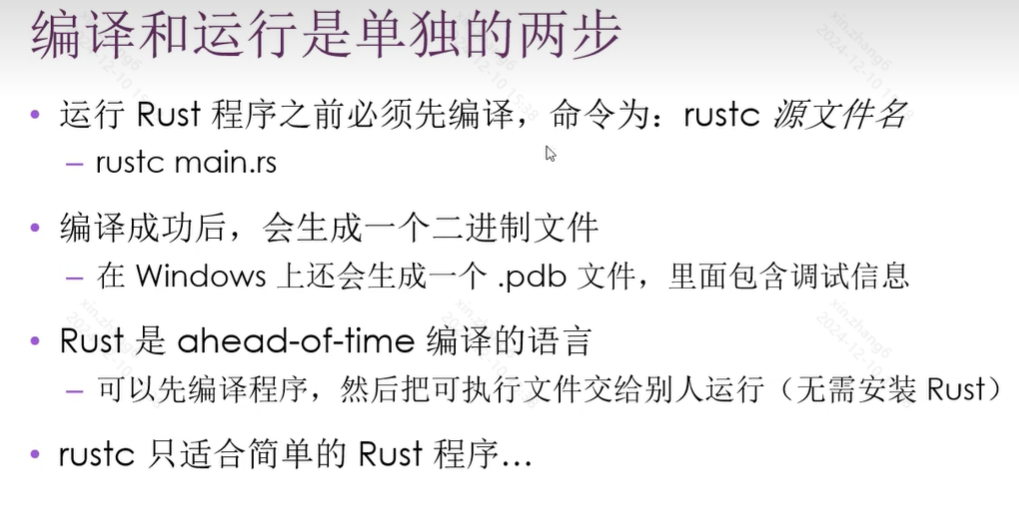 编译和运行是单独的两步
• 运行 Rust 程序之前必须先编译，命令为：rustc 源文件名
– rustc main.rs
• 编译成功后，会生成一个二进制文件
– 在 Windows 上还会生成一个 .pdb 文件，里面包含调试信息
• Rust 是 ahead-of-time 编译的语言
– 可以先编译程序，然后把可执行文件交给别人运行（无需安装 Rust）
• rustc 只适合简单的 Rust 程序…